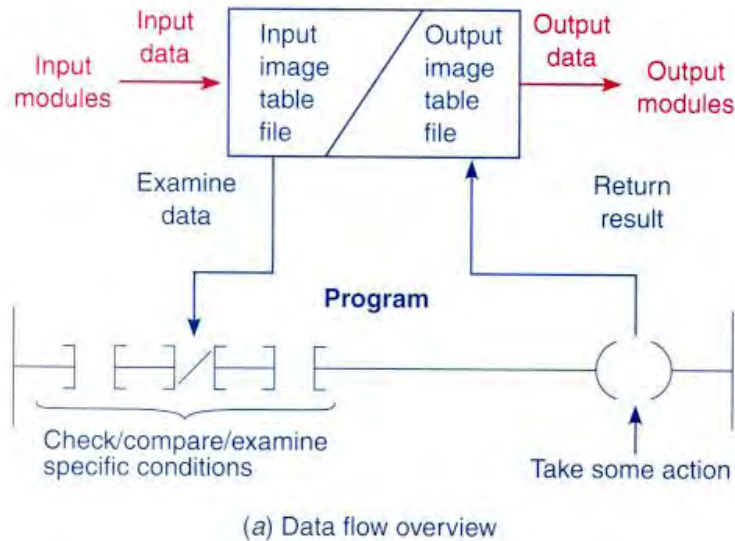 Input
data
Input
modules
Input
image
table
file
Output
image
table
file
Output
data
Output
modules
Examine
data
Return
result
Program
Check/compare/examine
specific conditions
Take some action
(a) Data flow overview